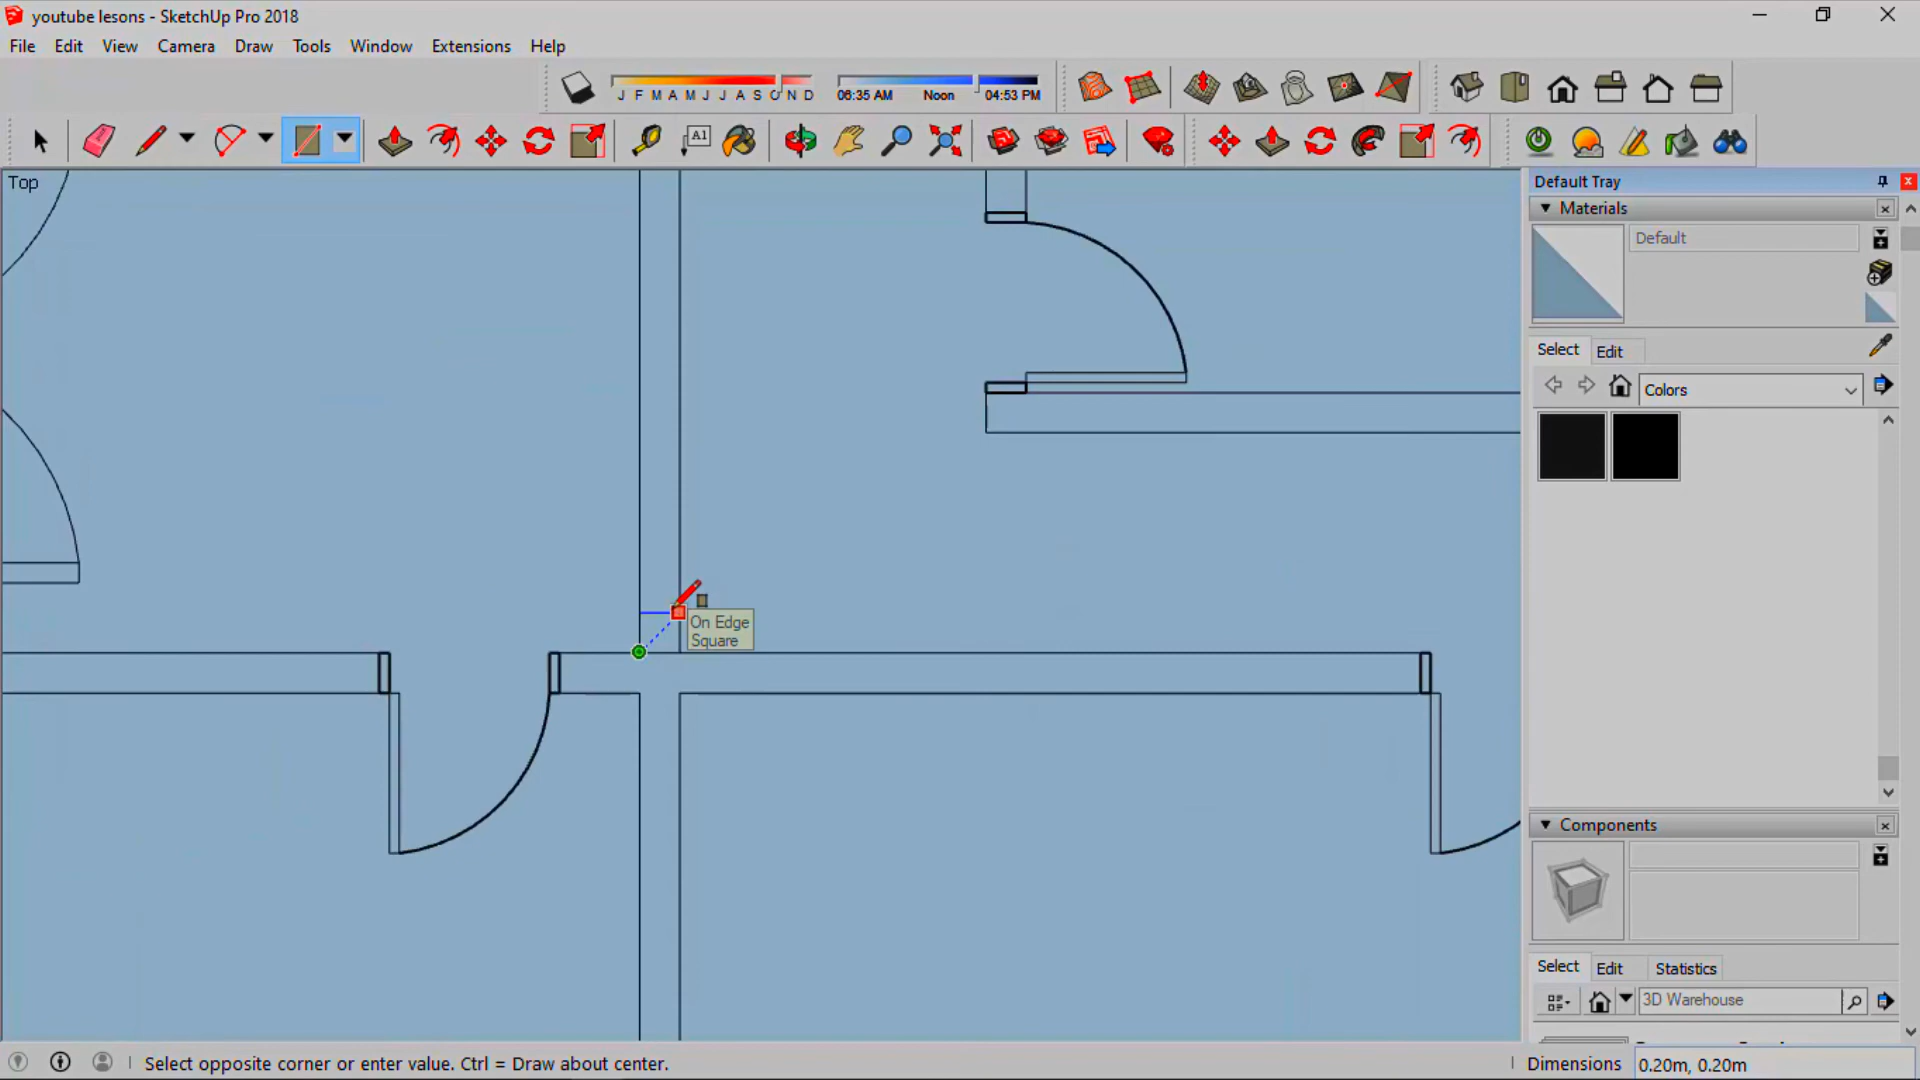 youtube lesons - SketchUp Pro 2018
File Edit View Camera Draw Tools Window Extensions Help
J F M A M J J A S O N D
06:35 AM Noon 04:53 PM
A1
Top
Default Tray
Materials
Default
Select Edit
Colors
On Edge
Square
Components
Select Edit Statistics
3D Warehouse
Select opposite corner or enter value. Ctrl = Draw about center.
Dimensions 0.20m, 0.20m